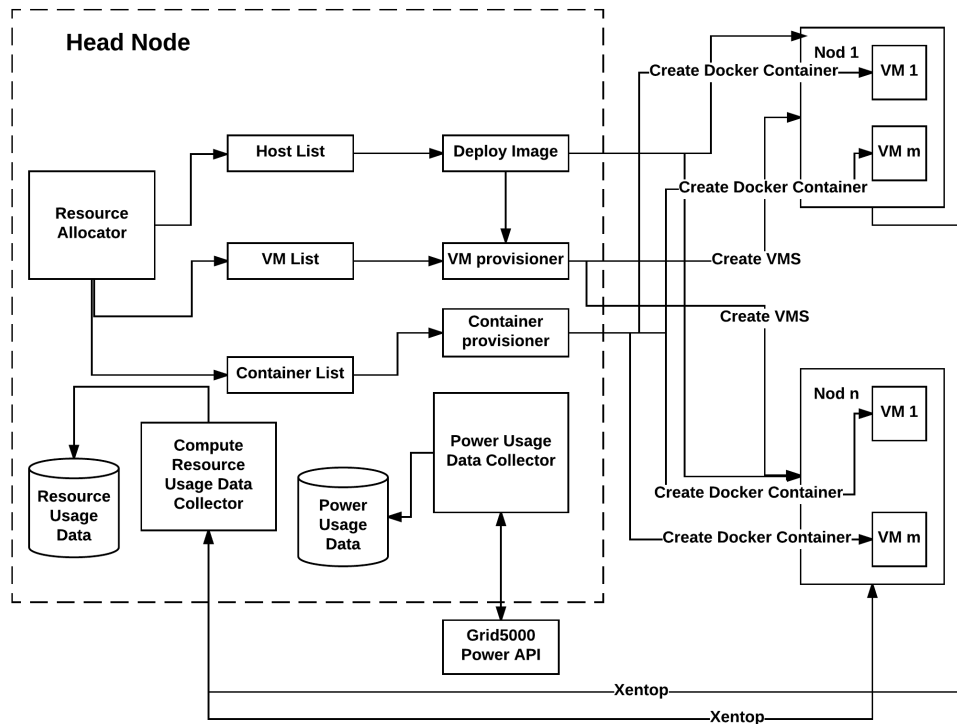 Head Node
Nod 1
Create Docker Container
VM 1
Host List
Deploy Image
VM m
Create Docker Container
Resource
Allocator
VM List
VM provisioner
Create VMS
Container
provisioner
Create VMS
Container List
Nod n
VM 1
Compute
Resource
Usage Data
Collector
Power Usage
Data Collector
Resource
Usage
Data
Power
Usage
Data
Create Docker Container
Create Docker Container
VM m
Grid5000
Power API
Xentop
Xentop